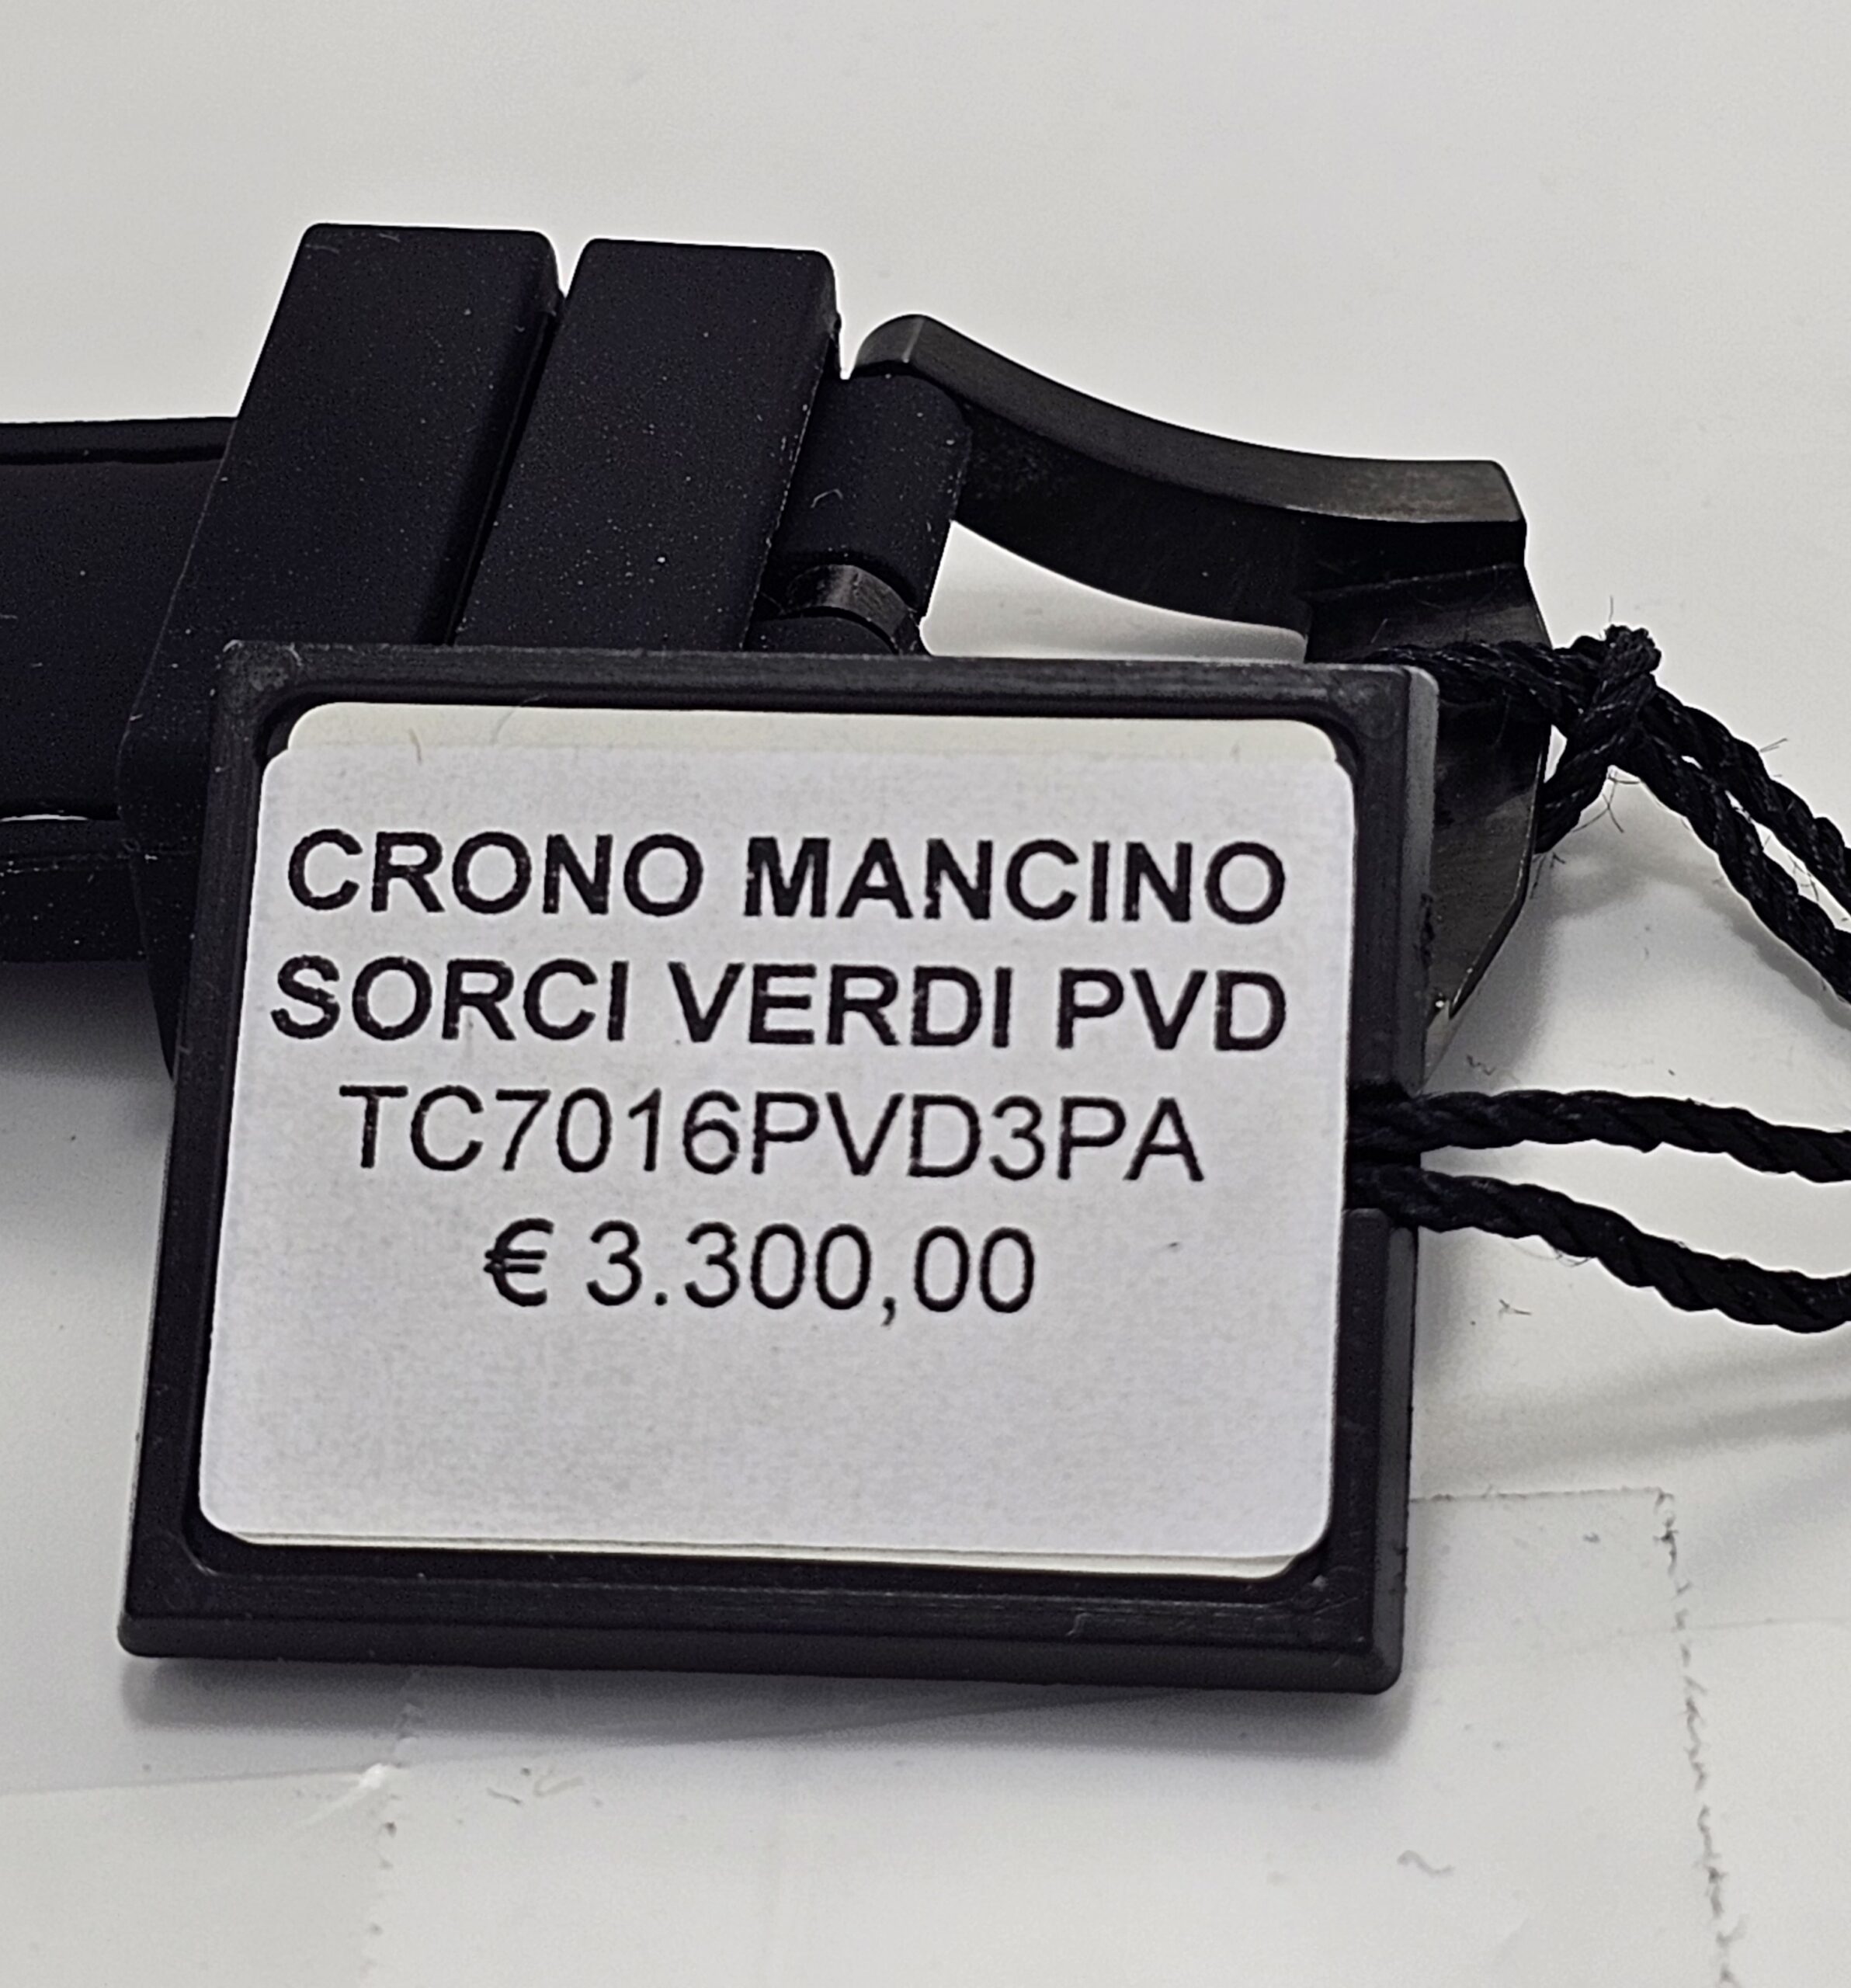 CRONO MANCINO
SORCI VERDI PVD
TC7016PVD3PA
€ 3.300,00